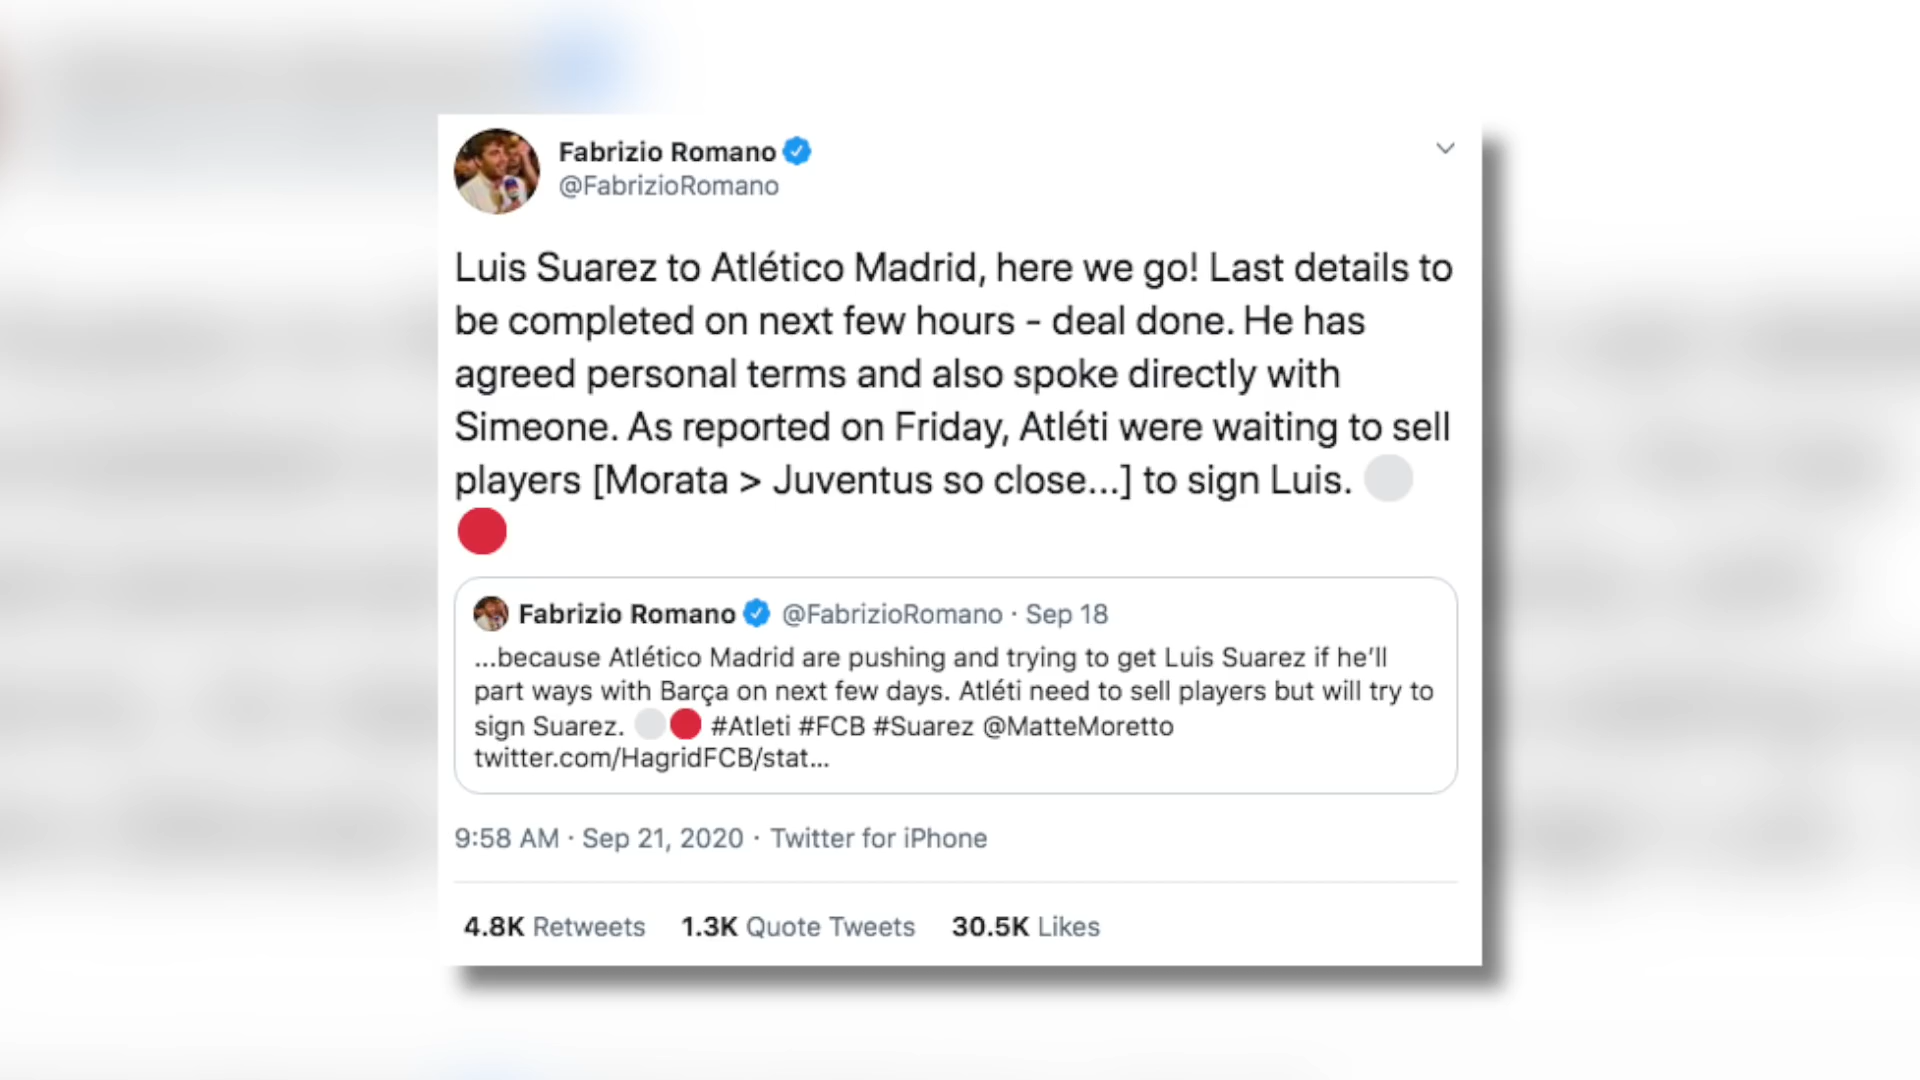 Fabrizio Romano
@FabrizioRomano
Luis Suarez to Atlético Madrid, here we go! Last details to
be completed on next few hours - deal done. He has
agreed personal terms and also spoke directly with
Simeone. As reported on Friday, Atléti were waiting to sell
players [Morata > Juventus so close...] to sign Luis.
Fabrizio Romano @FabrizioRomano · Sep 18
...because Atlético Madrid are pushing and trying to get Luis Suarez if he’ll
part ways with Barça on next few days. Atléti need to sell players but will try to
sign Suarez. #Atleti #FCB #Suarez @MatteMoretto
twitter.com/HagridFCB/stat...
9:58 AM · Sep 21, 2020 · Twitter for iPhone
4.8K Retweets 1.3K Quote Tweets 30.5K Likes